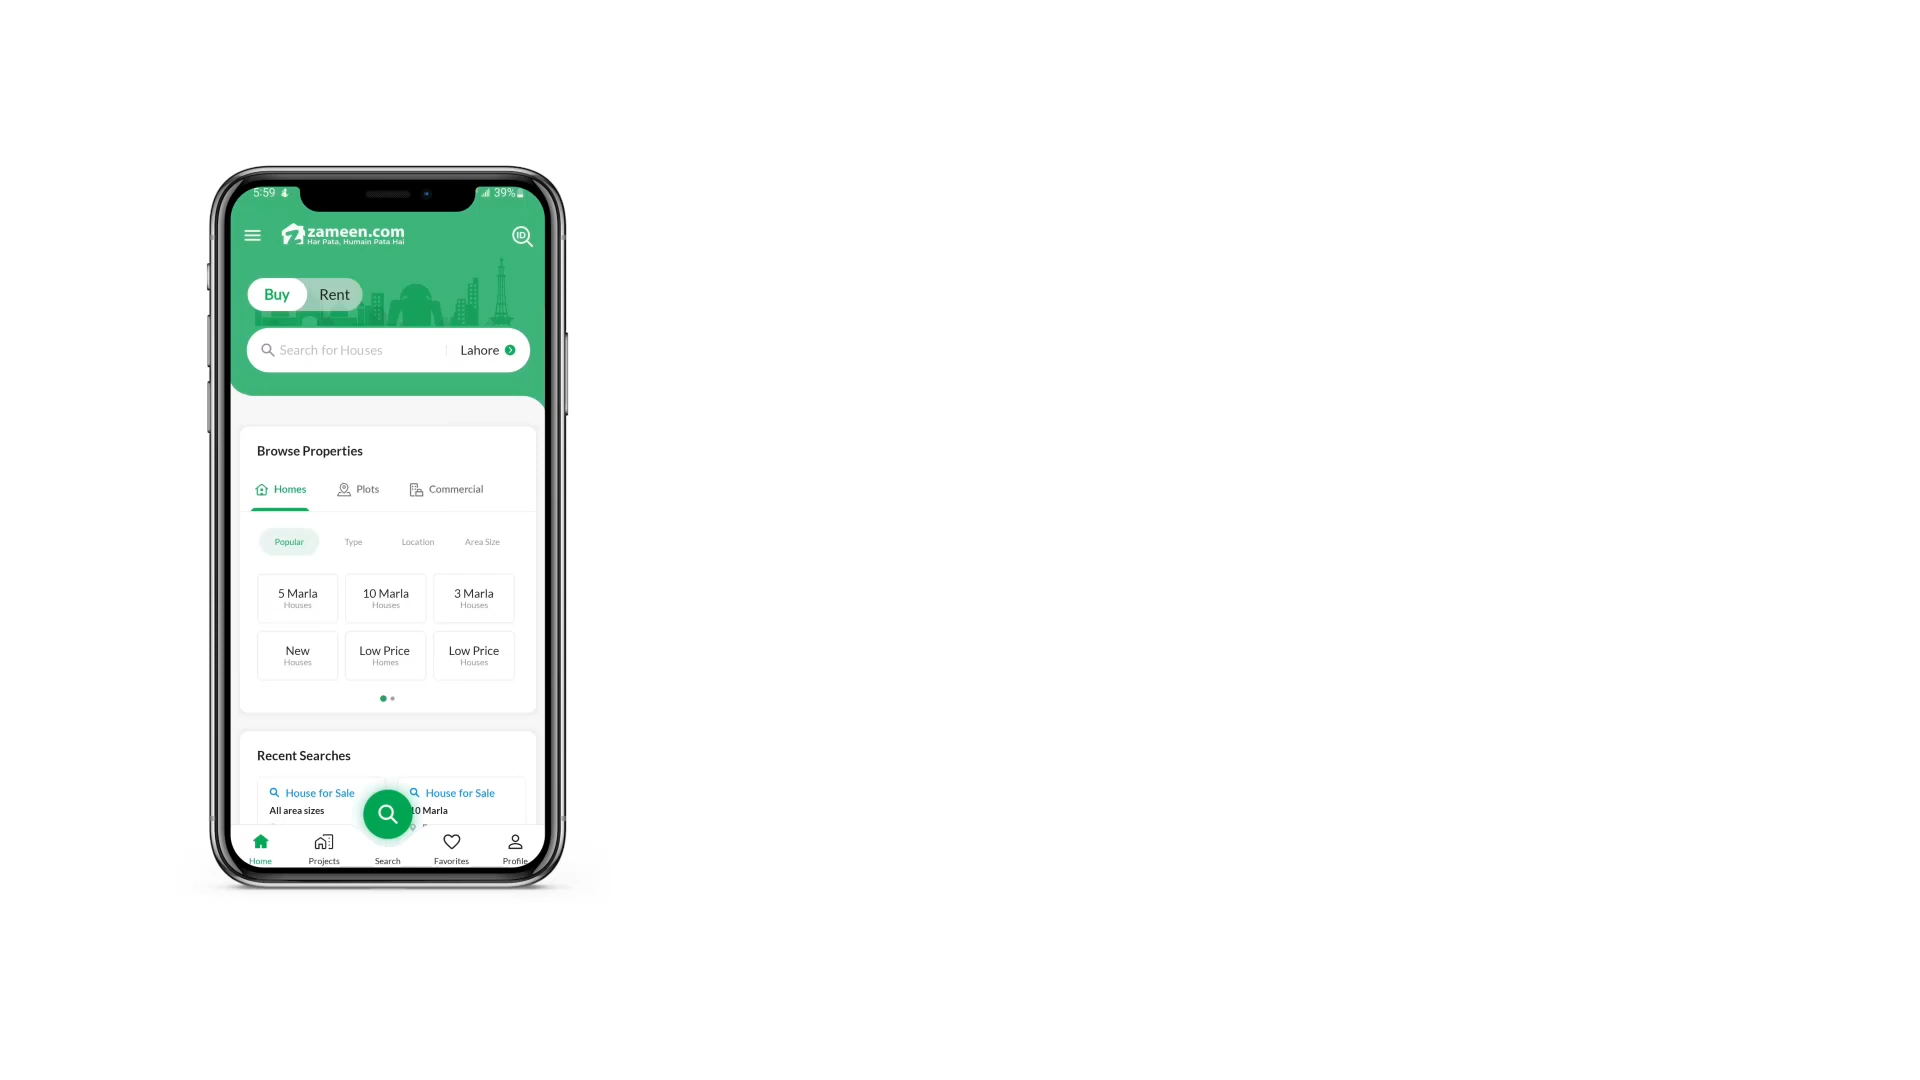 5:59
39%
zameen.com
Har Pata, Humain Pata Hai
ID
Buy
Rent
Search for Houses
Lahore
Browse Properties
Homes
Plots
Commercial
Popular
Type
Location
Area Size
5 Marla
Houses
10 Marla
Houses
3 Marla
Houses
New
Houses
Low Price
Homes
Low Price
Houses
Recent Searches
House for Sale
All area sizes
House for Sale
10 Marla
Home
Projects
Search
Favorites
Profile